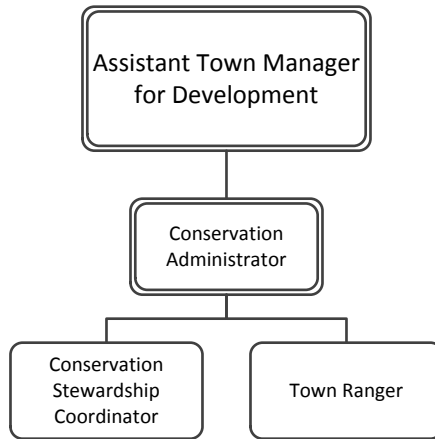 Assistant Town Manager
for Development
Conservation
Administrator
Conservation
Stewardship
Coordinator
Town Ranger